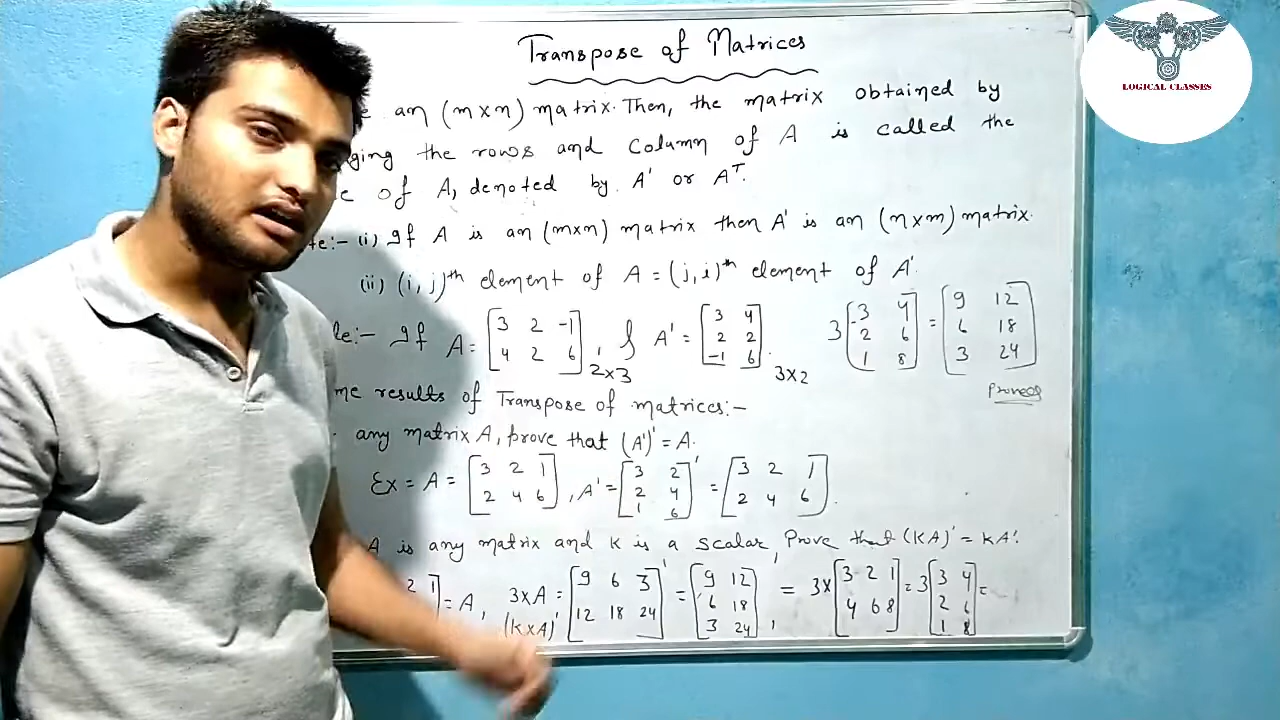 Transpose of Matrices
LOGICAL CLASSES
an (m×n) matrix. Then, the matrix obtained by
ging the rows and column of A is called the
of A, denoted by A' or Aᵀ.
te:- (i) If A is an (m×n) matrix then A' is an (n×m) matrix.
(ii) (i, j)ᵗʰ element of A = (j, i)ᵗʰ element of A'.
le:- If A = [3 2 -1; 4 2 6] 2×3 & A' = [3 4; 2 2; -1 6] 3×2 3[3 4; 2 6; 1 8] = [9 12; 6 18; 3 24]
Proved
me results of Transpose of matrices:-
any matrix A, prove that (A')' = A.
Ex = A = [3 2 1; 2 4 6], A' = [3 2; 2 4; 1 6]' = [3 2 1; 2 4 6].
A is any matrix and K is a scalar, Prove that (KA)' = KA'.
2 1 = A, 3×A = [9 6 3; 12 18 24]' = [9 12; 6 18; 3 24], = 3×[3 2 1; 4 6 8]' = 3[3 4; 2 6; 1 8] =
(K×A)'